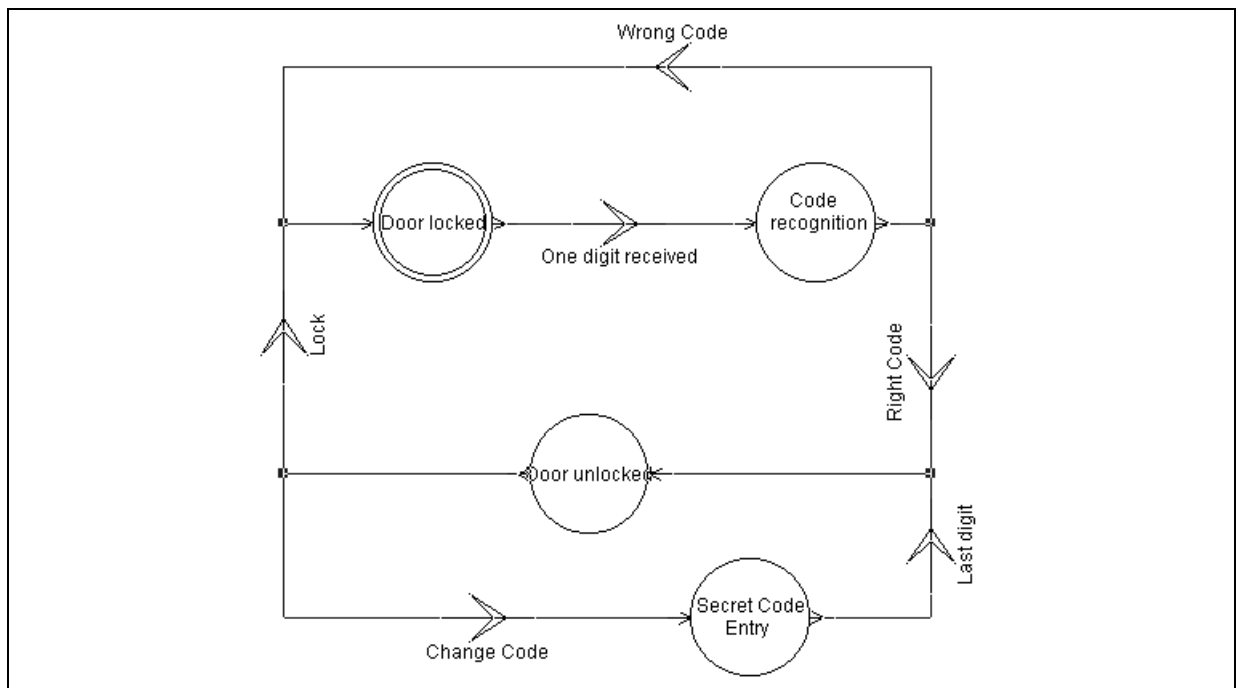 Wrong Code
Door locked
Code
recognition
One digit received
Lock
Right Code
Door unlocked
Last digit
Secret Code
Entry
Change Code